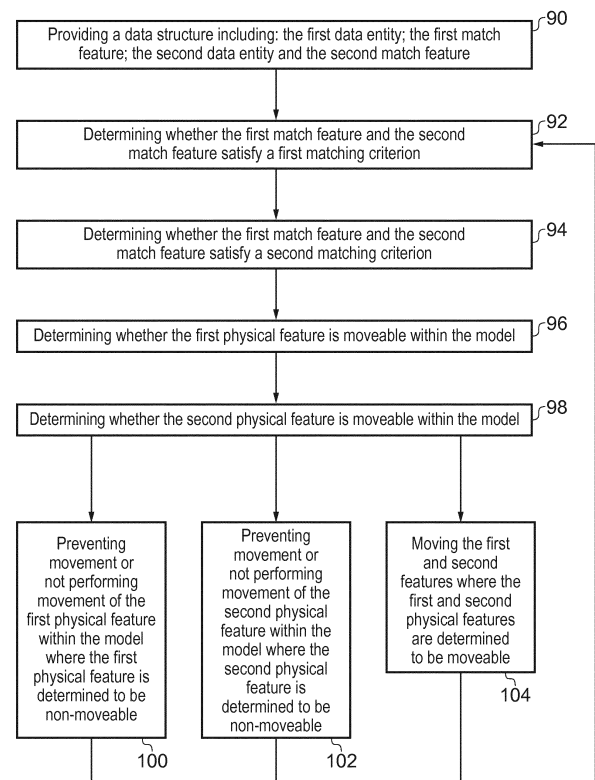 90
Providing a data structure including: the first data entity; the first match
feature; the second data entity and the second match feature
92
Determining whether the first match feature and the second
match feature satisfy a first matching criterion
94
Determining whether the first match feature and the second
match feature satisfy a second matching criterion
96
Determining whether the first physical feature is moveable within the model
98
Determining whether the second physical feature is moveable within the model
Preventing
movement or
not performing
movement of the
first physical feature
within the model
where the first
physical feature is
determined to be
non-moveable
100
Preventing
movement or
not performing
movement of the
second physical
feature within the
model where the
second physical
feature is
determined to be
non-moveable
102
Moving the first
and second
features where the
first and second
physical features
are determined
to be moveable
104